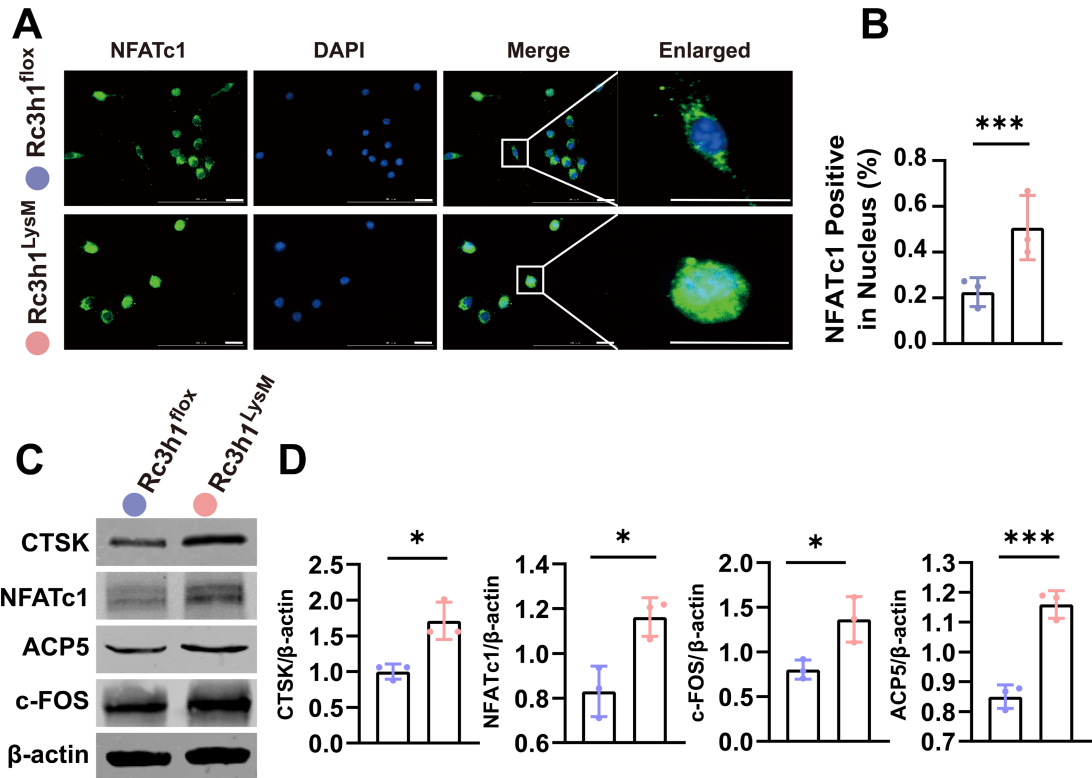 A
B
NFATc1
DAPI
Merge
Enlarged
Rc3h1flox
Rc3h1LysM
NFATc1 Positive
in Nucleus (%)
***
0.8
0.6
0.4
0.2
0.0
C
D
Rc3h1flox
Rc3h1LysM
CTSK
NFATc1
ACP5
c-FOS
β-actin
CTSK/β-actin
*
2.5
2.0
1.5
1.0
0.5
0.0
NFATc1/β-actin
*
1.4
1.2
1.0
0.8
0.6
c-FOS/β-actin
*
2.0
1.5
1.0
0.5
0.0
ACP5/β-actin
***
1.3
1.2
1.1
1.0
0.9
0.8
0.7